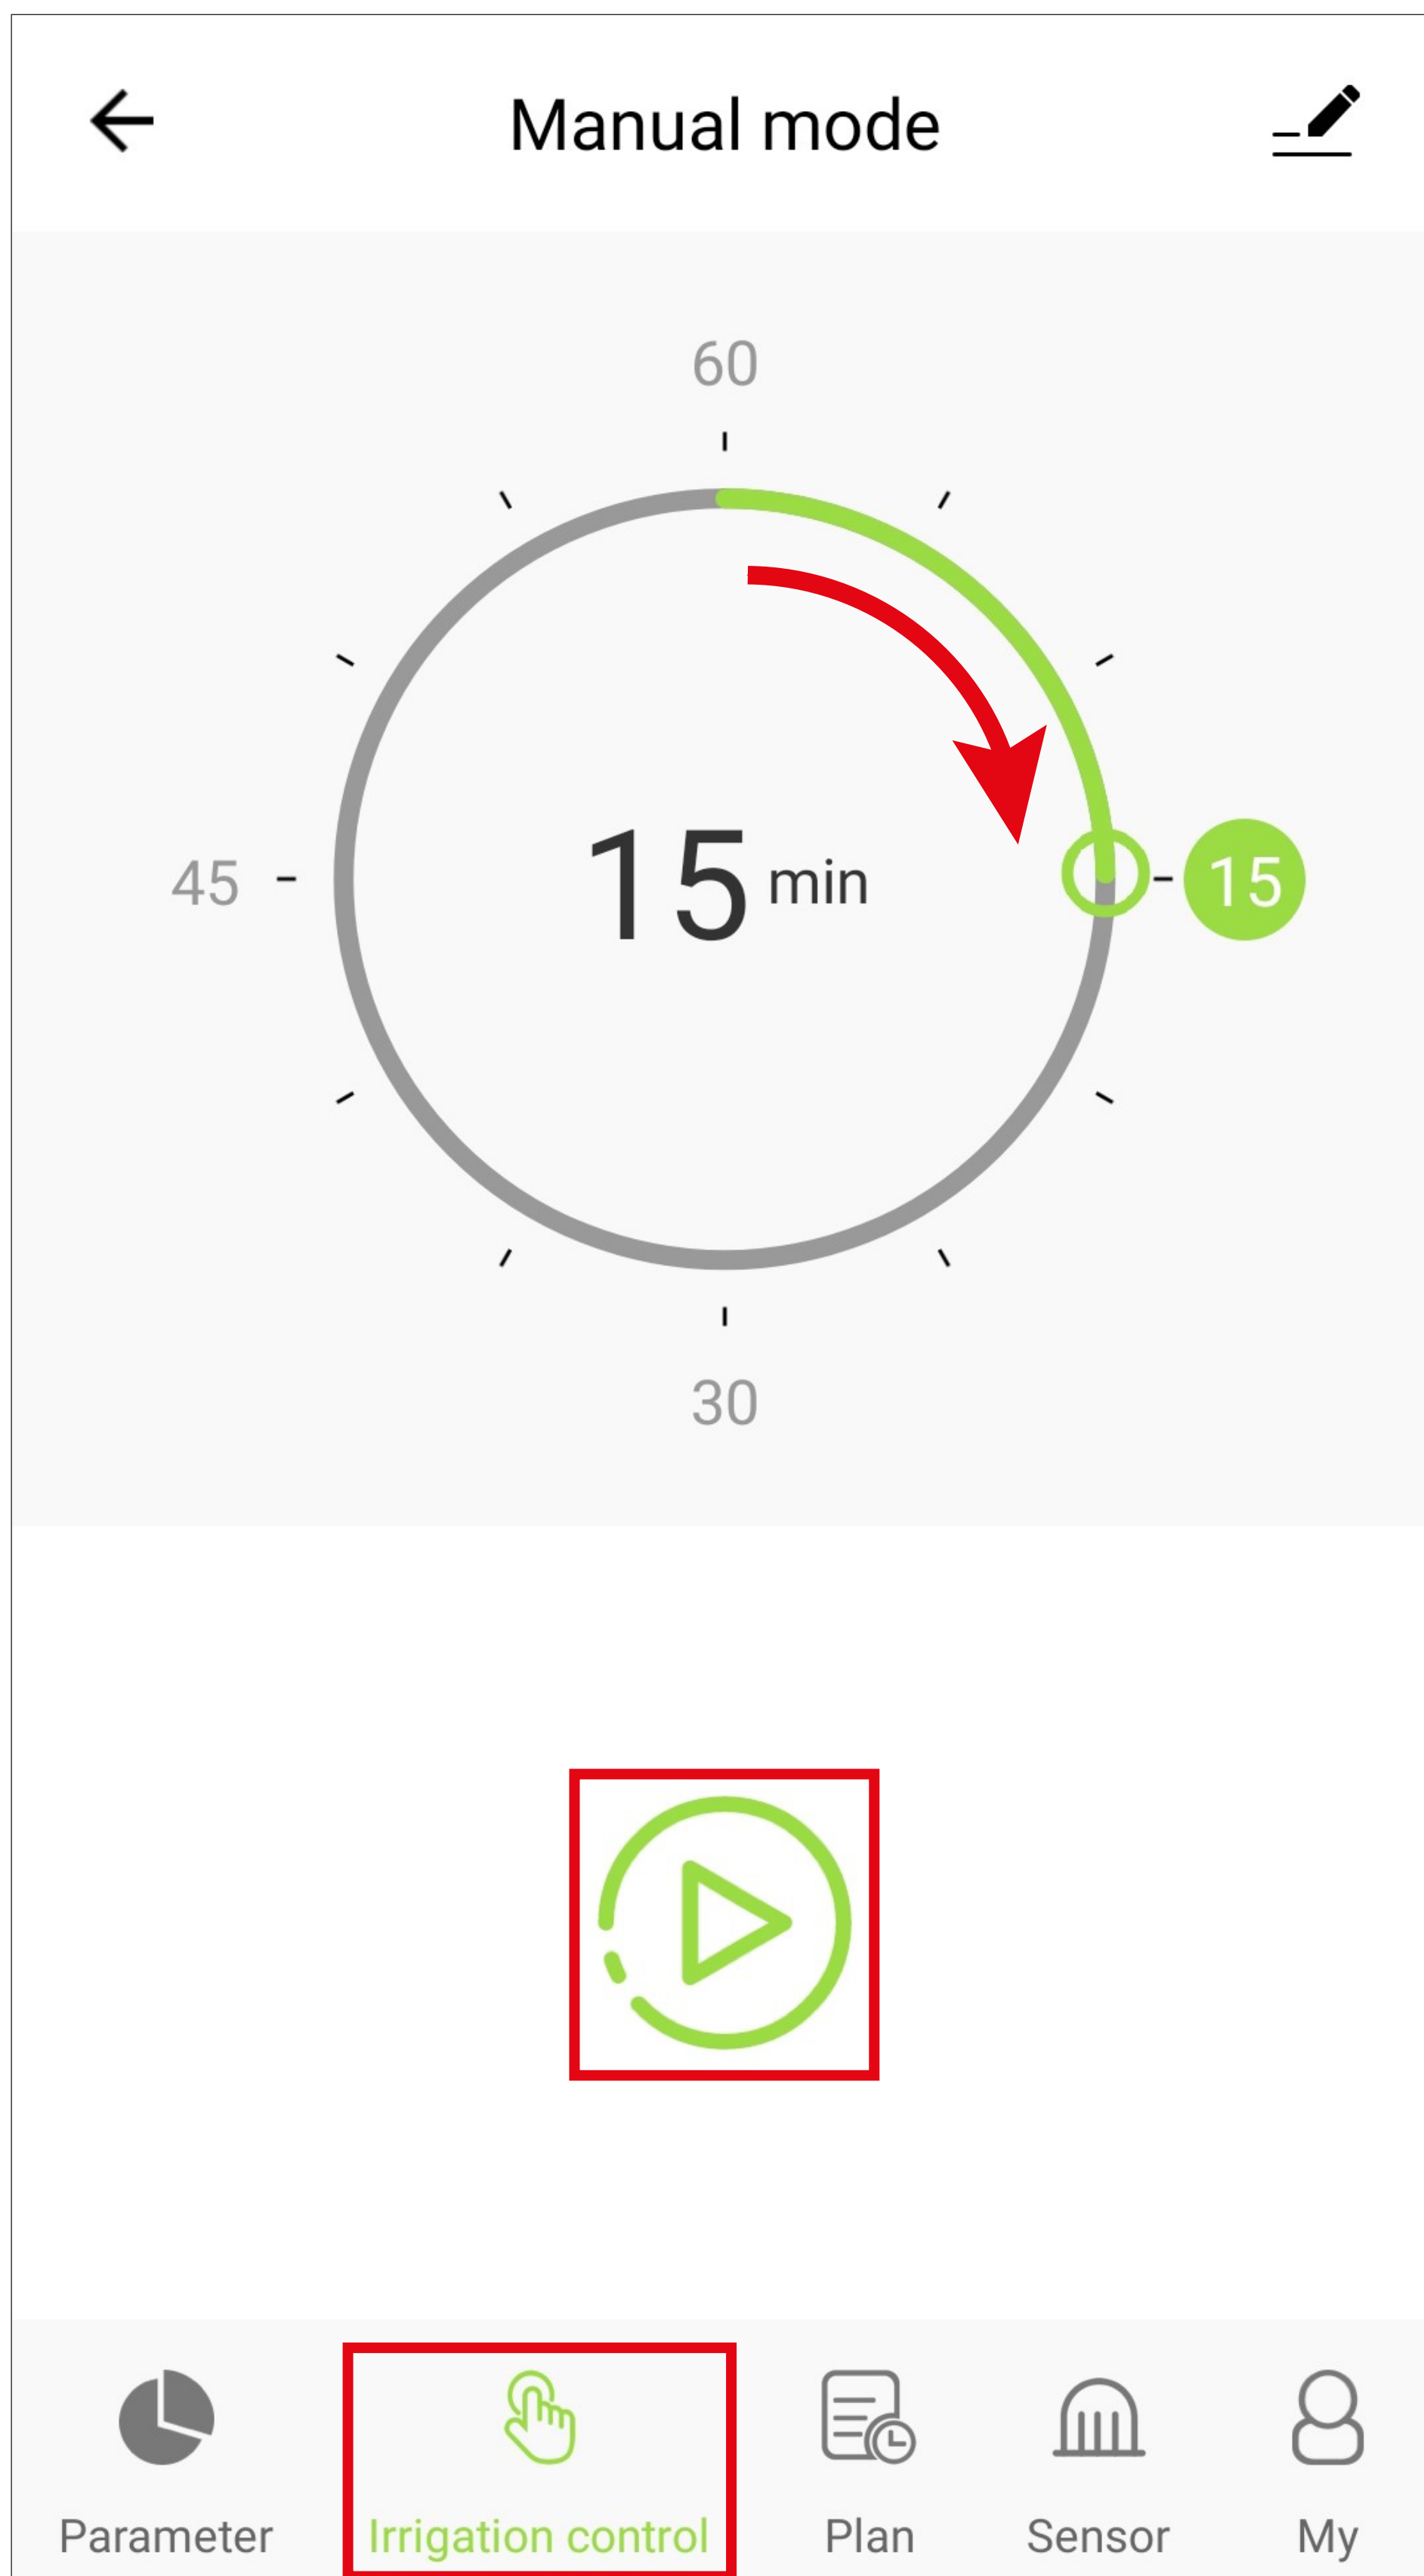 Manual mode
60
45
15 min
15
30
Parameter
Irrigation control
Plan
Sensor
My